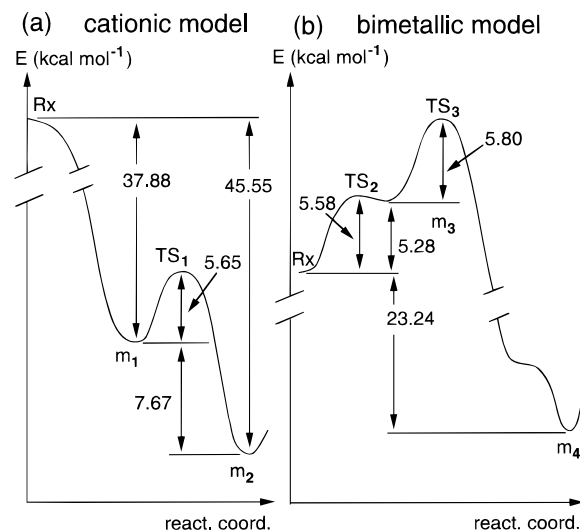 (a) cationic model
E (kcal mol⁻¹)
Rx
37.88
45.55
TS₁
5.65
m₁
7.67
m₂
react. coord.
(b) bimetallic model
E (kcal mol⁻¹)
TS₃
5.80
TS₂
5.58
m₃
Rx
5.28
23.24
m₄
react. coord.